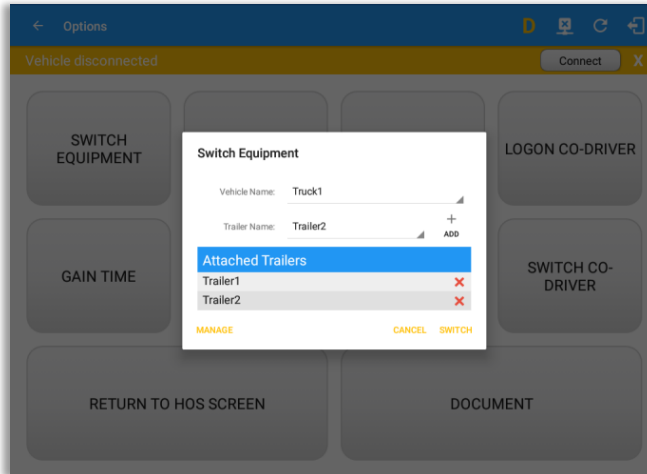 Options
D
Vehicle disconnected
Connect
X
SWITCH
EQUIPMENT
LOGON CO-DRIVER
Switch Equipment
Vehicle Name:
Truck1
Trailer Name:
Trailer2
ADD
Attached Trailers
Trailer1
Trailer2
MANAGE
CANCEL
SWITCH
GAIN TIME
SWITCH CO-
DRIVER
RETURN TO HOS SCREEN
DOCUMENT